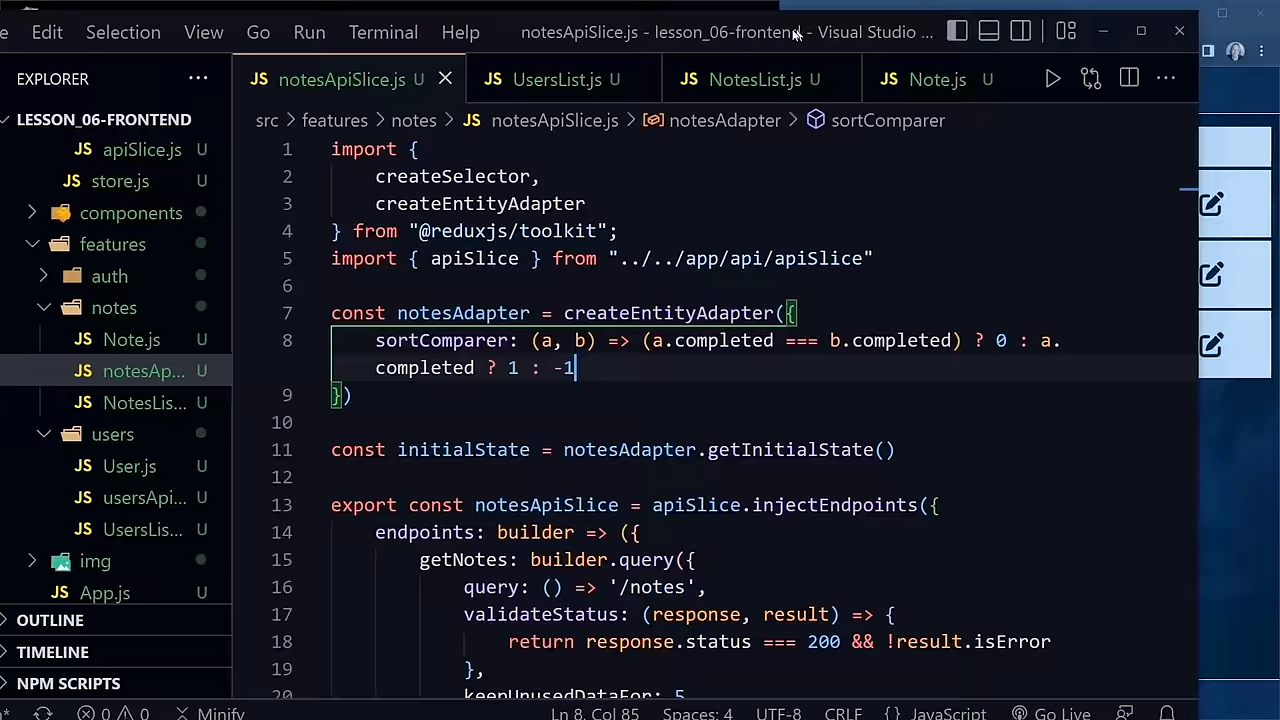 Edit Selection View Go Run Terminal Help notesApiSlice.js - lesson_06-frontend - Visual Studio ...
EXPLORER ...
JS notesApiSlice.js U
JS UsersList.js U
JS NotesList.js U
JS Note.js U
LESSON_06-FRONTEND
JS apiSlice.js U
JS store.js U
components
features
auth
notes
JS Note.js U
JS notesAp... U
JS NotesLis... U
users
JS User.js U
JS usersApi... U
JS UsersLis... U
img
JS App.js U
OUTLINE
TIMELINE
NPM SCRIPTS
src > features > notes > JS notesApiSlice.js > notesAdapter > sortComparer
1 import {
2 createSelector,
3 createEntityAdapter
4 } from "@reduxjs/toolkit";
5 import { apiSlice } from "../../app/api/apiSlice"
6
7 const notesAdapter = createEntityAdapter({
8 sortComparer: (a, b) => (a.completed === b.completed) ? 0 : a.
completed ? 1 : -1
9 })
10
11 const initialState = notesAdapter.getInitialState()
12
13 export const notesApiSlice = apiSlice.injectEndpoints({
14 endpoints: builder => ({
15 getNotes: builder.query({
16 query: () => '/notes',
17 validateStatus: (response, result) => {
18 return response.status === 200 && !result.isError
19 },
20 keepUnusedDataFor: 5
0 0 Minify Ln 8, Col 85 Spaces: 4 UTF-8 CRLF {} JavaScript Go Live